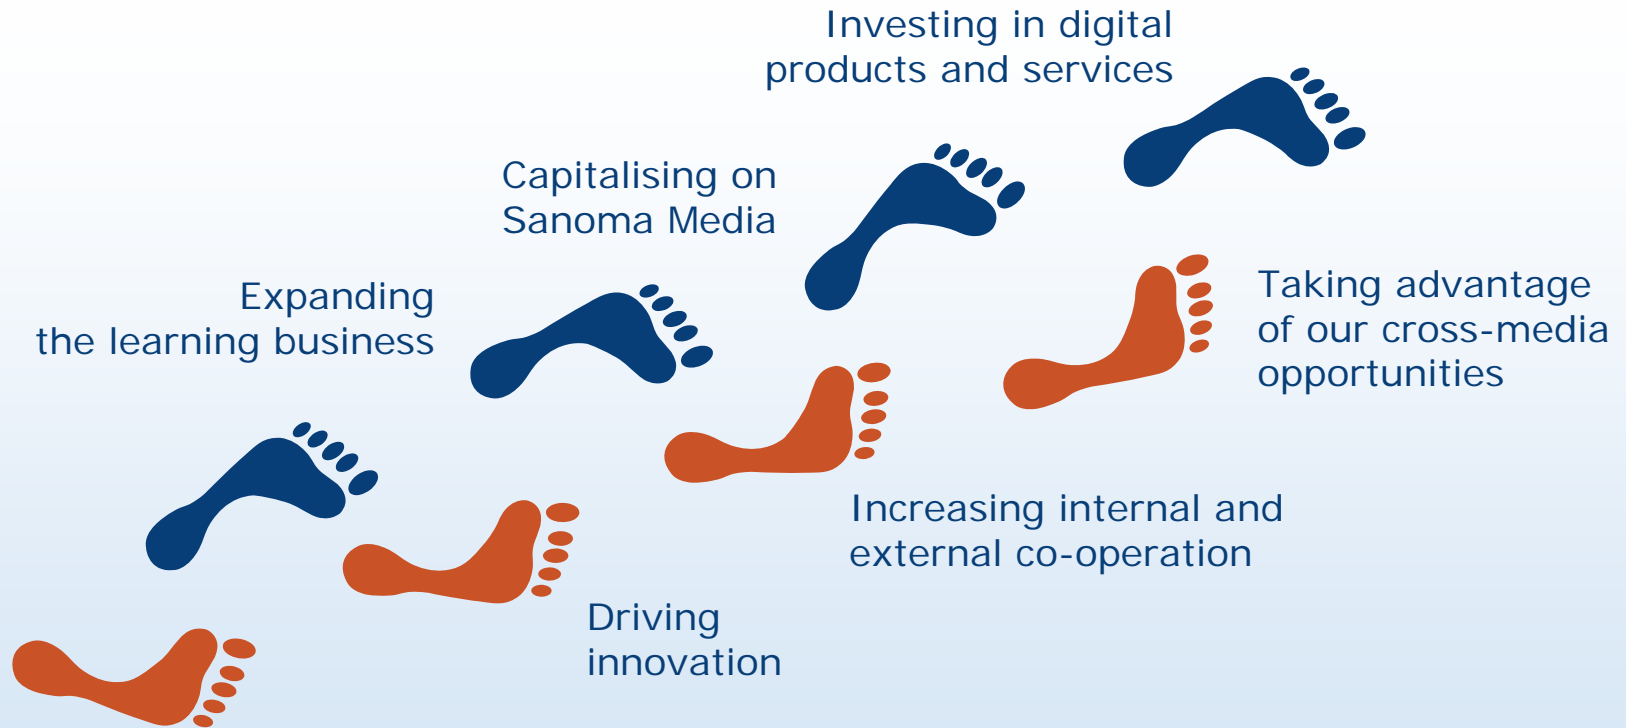 Investing in digital
products and services
Capitalising on
Sanoma Media
Expanding
the learning business
Taking advantage
of our cross-media
opportunities
Increasing internal and
external co-operation
Driving
innovation